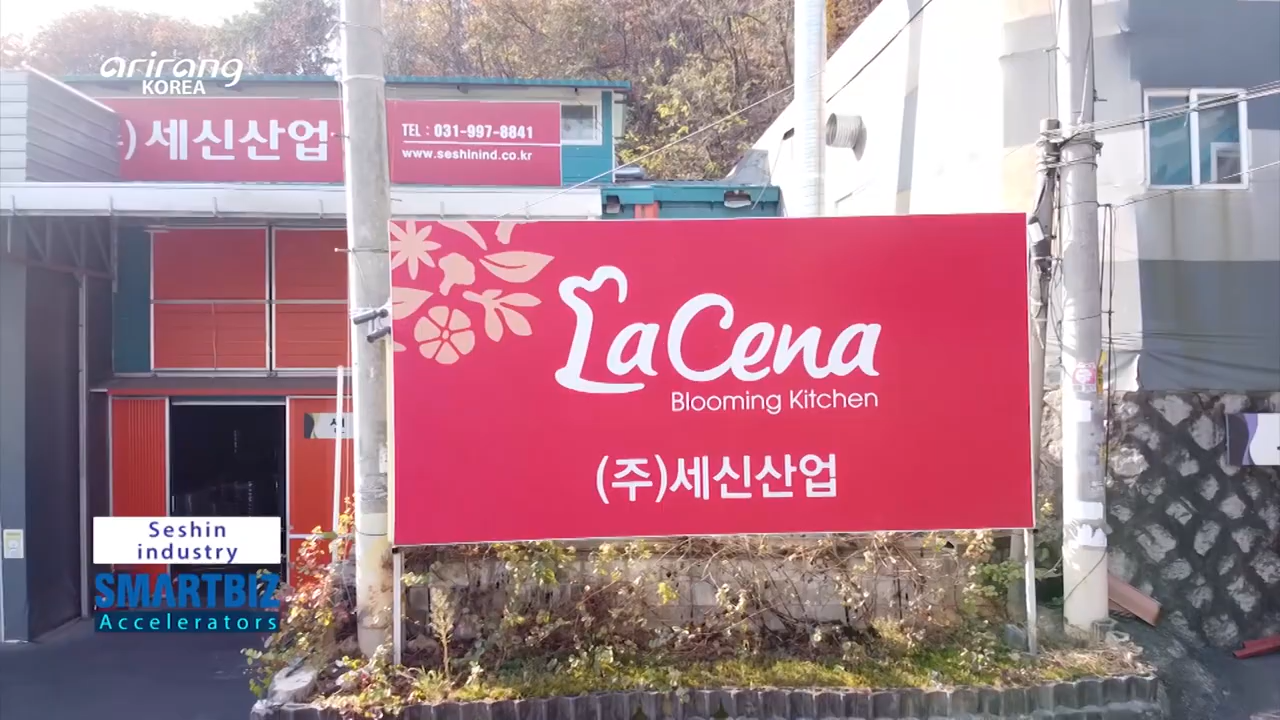 arirang
KOREA
)세신산업
TEL : 031-997-8841
www.seshinind.co.kr
LaCena
Blooming Kitchen
(주)세신산업
Seshin
industry
SMARTBIZ
Accelerators